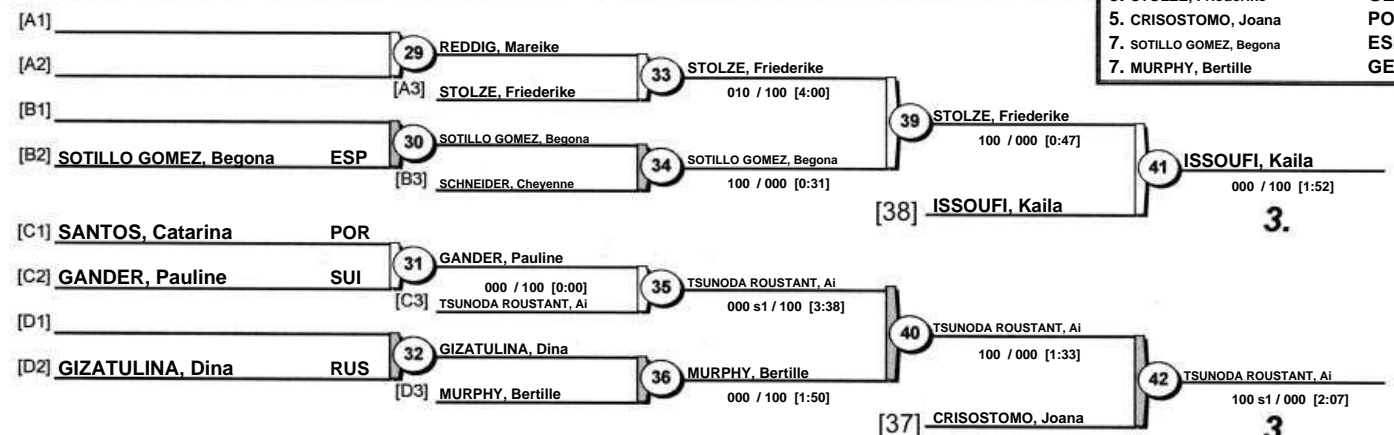 5. CRISOSTOMO, Joana PO
7. SOTILLO GOMEZ, Begona ES
7. MURPHY, Bertille GE
[A1]
29 REDDIG, Mareike
[A2]
33 STOLZE, Friederike
[A3] STOLZE, Friederike
010 / 100 [4:00]
[B1]
39 STOLZE, Friederike
30 SOTILLO GOMEZ, Begona
100 / 000 [0:47]
[B2] SOTILLO GOMEZ, Begona ESP
34 SOTILLO GOMEZ, Begona
41 ISSOUFI, Kaila
[B3] SCHNEIDER, Cheyenne
100 / 000 [0:31]
000 / 100 [1:52]
[38] ISSOUFI, Kaila
3.
[C1] SANTOS, Catarina POR
31 GANDER, Pauline
[C2] GANDER, Pauline SUI
000 / 100 [0:00]
35 TSUNODA ROUSTANT, Ai
[C3] TSUNODA ROUSTANT, Ai
000 s1 / 100 [3:38]
[D1]
40 TSUNODA ROUSTANT, Ai
32 GIZATULINA, Dina
100 / 000 [1:33]
[D2] GIZATULINA, Dina RUS
36 MURPHY, Bertille
42 TSUNODA ROUSTANT, Ai
[D3] MURPHY, Bertille
000 / 100 [1:50]
100 s1 / 000 [2:07]
[37] CRISOSTOMO, Joana
3